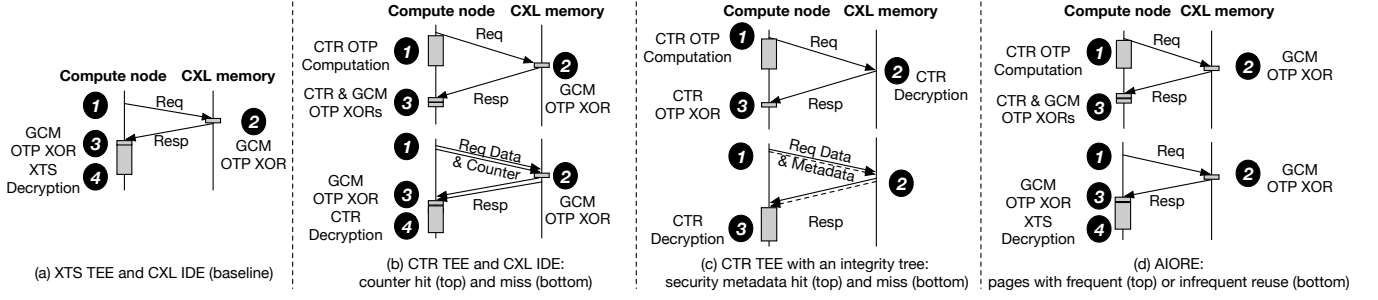 Compute node CXL memory
1
Req
2
GCM
OTP XOR
GCM
OTP XOR
3
Resp
XTS
Decryption
4
(a) XTS TEE and CXL IDE (baseline)
Compute node CXL memory
CTR OTP
Computation
1
Req
2
GCM
OTP XOR
CTR & GCM
OTP XORs
3
Resp
1
Req Data
& Counter
2
GCM
OTP XOR
GCM
OTP XOR
3
Resp
CTR
Decryption
4
(b) CTR TEE and CXL IDE:
counter hit (top) and miss (bottom)
Compute node CXL memory
CTR OTP
Computation
1
Req
2
CTR
Decryption
CTR
OTP XOR
3
Resp
1
Req Data
& Metadata
2
CTR
Decryption
3
Resp
(c) CTR TEE with an integrity tree:
security metadata hit (top) and miss (bottom)
Compute node CXL memory
CTR OTP
Computation
1
Req
2
GCM
OTP XOR
CTR & GCM
OTP XORs
3
Resp
1
Req
2
GCM
OTP XOR
GCM
OTP XOR
3
Resp
XTS
Decryption
4
(d) AIORE:
pages with frequent (top) or infrequent reuse (bottom)